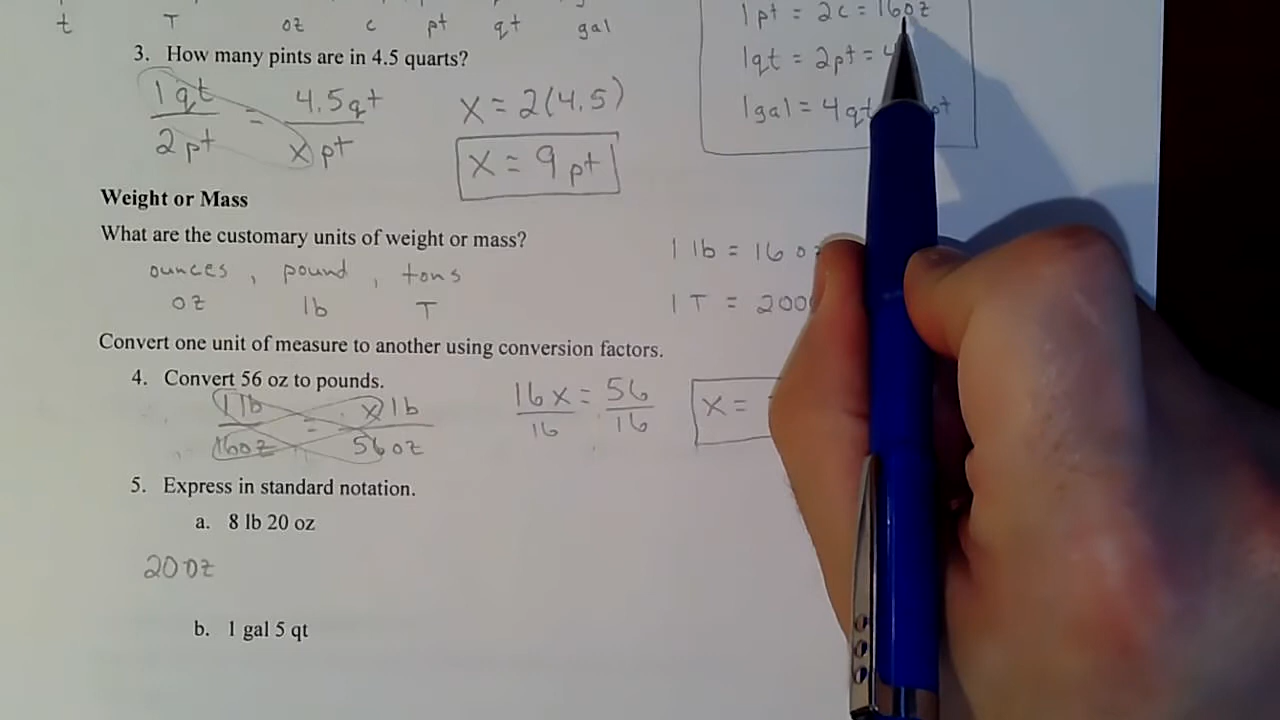 t T oz c pt qt gal
1 pt = 2c = 16oz
3. How many pints are in 4.5 quarts?
1qt = 2pt = 4
1 qt / 2 pt = 4.5qt / x pt
x = 2(4.5)
1gal = 4qt pt
x = 9 pt
Weight or Mass
What are the customary units of weight or mass?
ounces, pound, tons
oz lb T
1 lb = 16 oz
1 T = 200
Convert one unit of measure to another using conversion factors.
4. Convert 56 oz to pounds.
1 lb / 16oz = x lb / 56 oz
16x / 16 = 56 / 16
x =
5. Express in standard notation.
a. 8 lb 20 oz
20 oz
b. 1 gal 5 qt